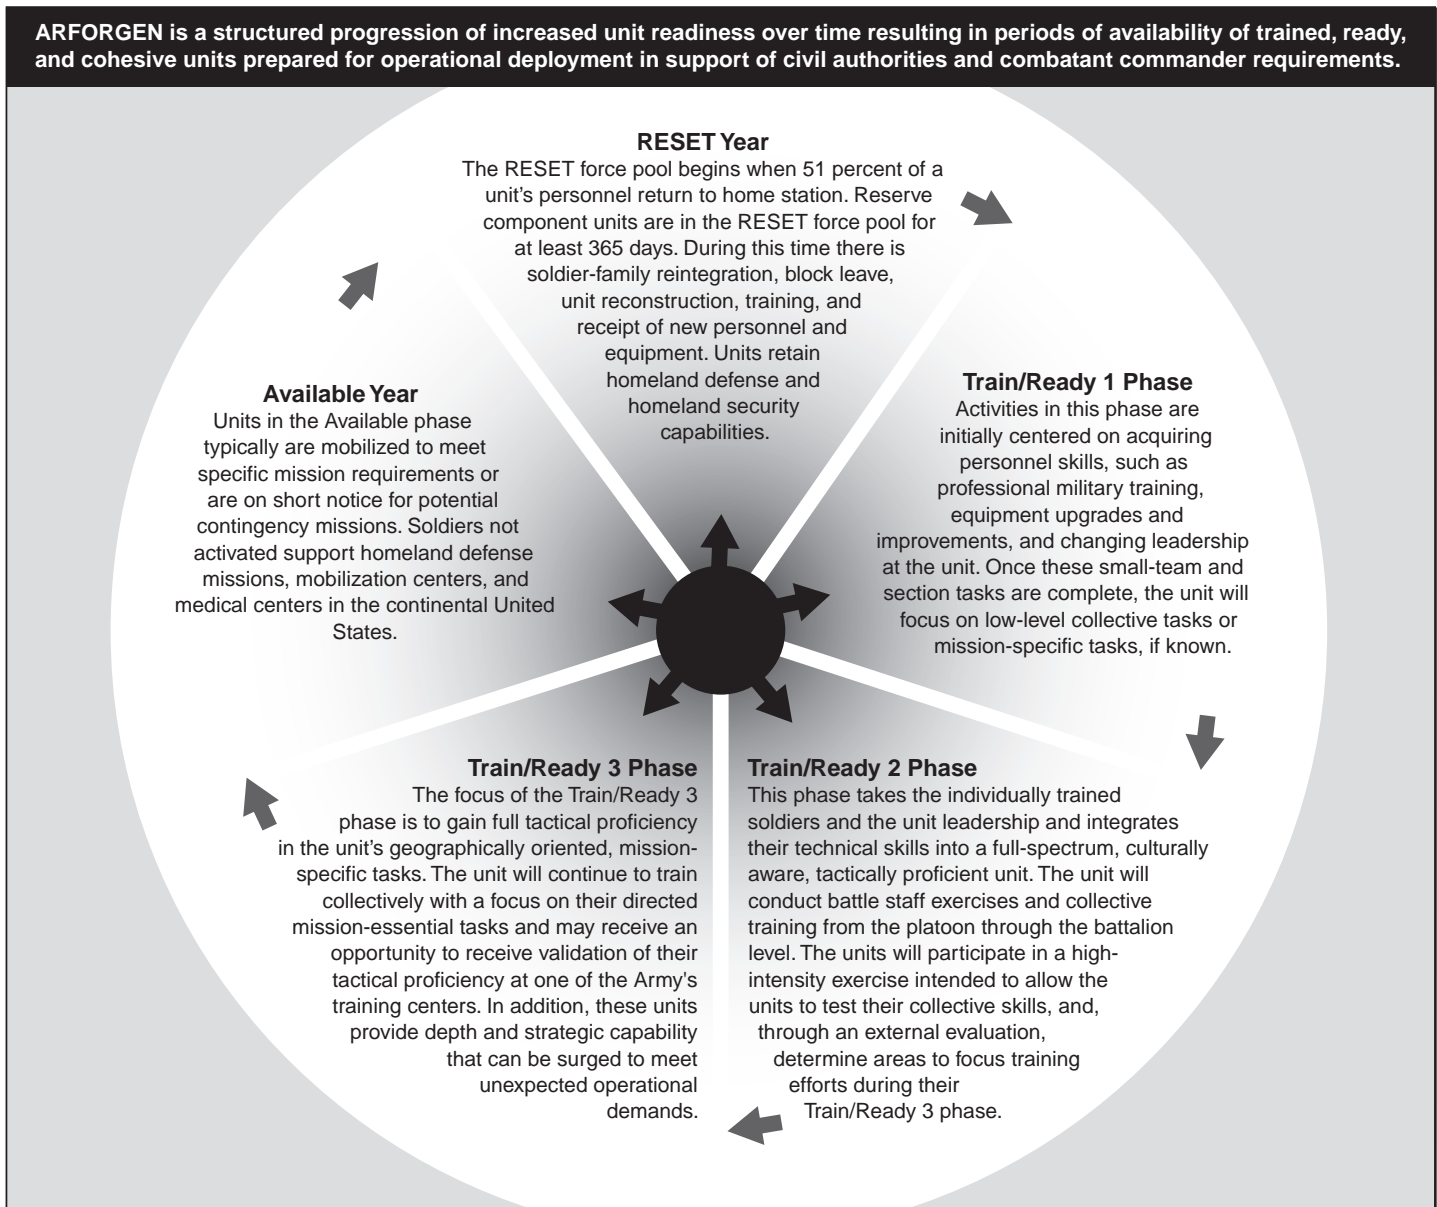 ARFORGEN is a structured progression of increased unit readiness over time resulting in periods of availability of trained, ready,
and cohesive units prepared for operational deployment in support of civil authorities and combatant commander requirements.
RESET Year
The RESET force pool begins when 51 percent of a
unit's personnel return to home station. Reserve
component units are in the RESET force pool for
at least 365 days. During this time there is
soldier-family reintegration, block leave,
unit reconstruction, training, and
receipt of new personnel and
equipment. Units retain
homeland defense and
homeland security
capabilities.
Train/Ready 1 Phase
Activities in this phase are
initially centered on acquiring
personnel skills, such as
professional military training,
equipment upgrades and
improvements, and changing leadership
at the unit. Once these small-team and
section tasks are complete, the unit will
focus on low-level collective tasks or
mission-specific tasks, if known.
Train/Ready 2 Phase
This phase takes the individually trained
soldiers and the unit leadership and integrates
their technical skills into a full-spectrum, culturally
aware, tactically proficient unit. The unit will
conduct battle staff exercises and collective
training from the platoon through the battalion
level. The units will participate in a high-
intensity exercise intended to allow the
units to test their collective skills, and,
through an external evaluation,
determine areas to focus training
efforts during their
Train/Ready 3 phase.
Train/Ready 3 Phase
The focus of the Train/Ready 3
phase is to gain full tactical proficiency
in the unit's geographically oriented, mission-
specific tasks. The unit will continue to train
collectively with a focus on their directed
mission-essential tasks and may receive an
opportunity to receive validation of their
tactical proficiency at one of the Army's
training centers. In addition, these units
provide depth and strategic capability
that can be surged to meet
unexpected operational
demands.
Available Year
Units in the Available phase
typically are mobilized to meet
specific mission requirements or
are on short notice for potential
contingency missions. Soldiers not
activated support homeland defense
missions, mobilization centers, and
medical centers in the continental United
States.